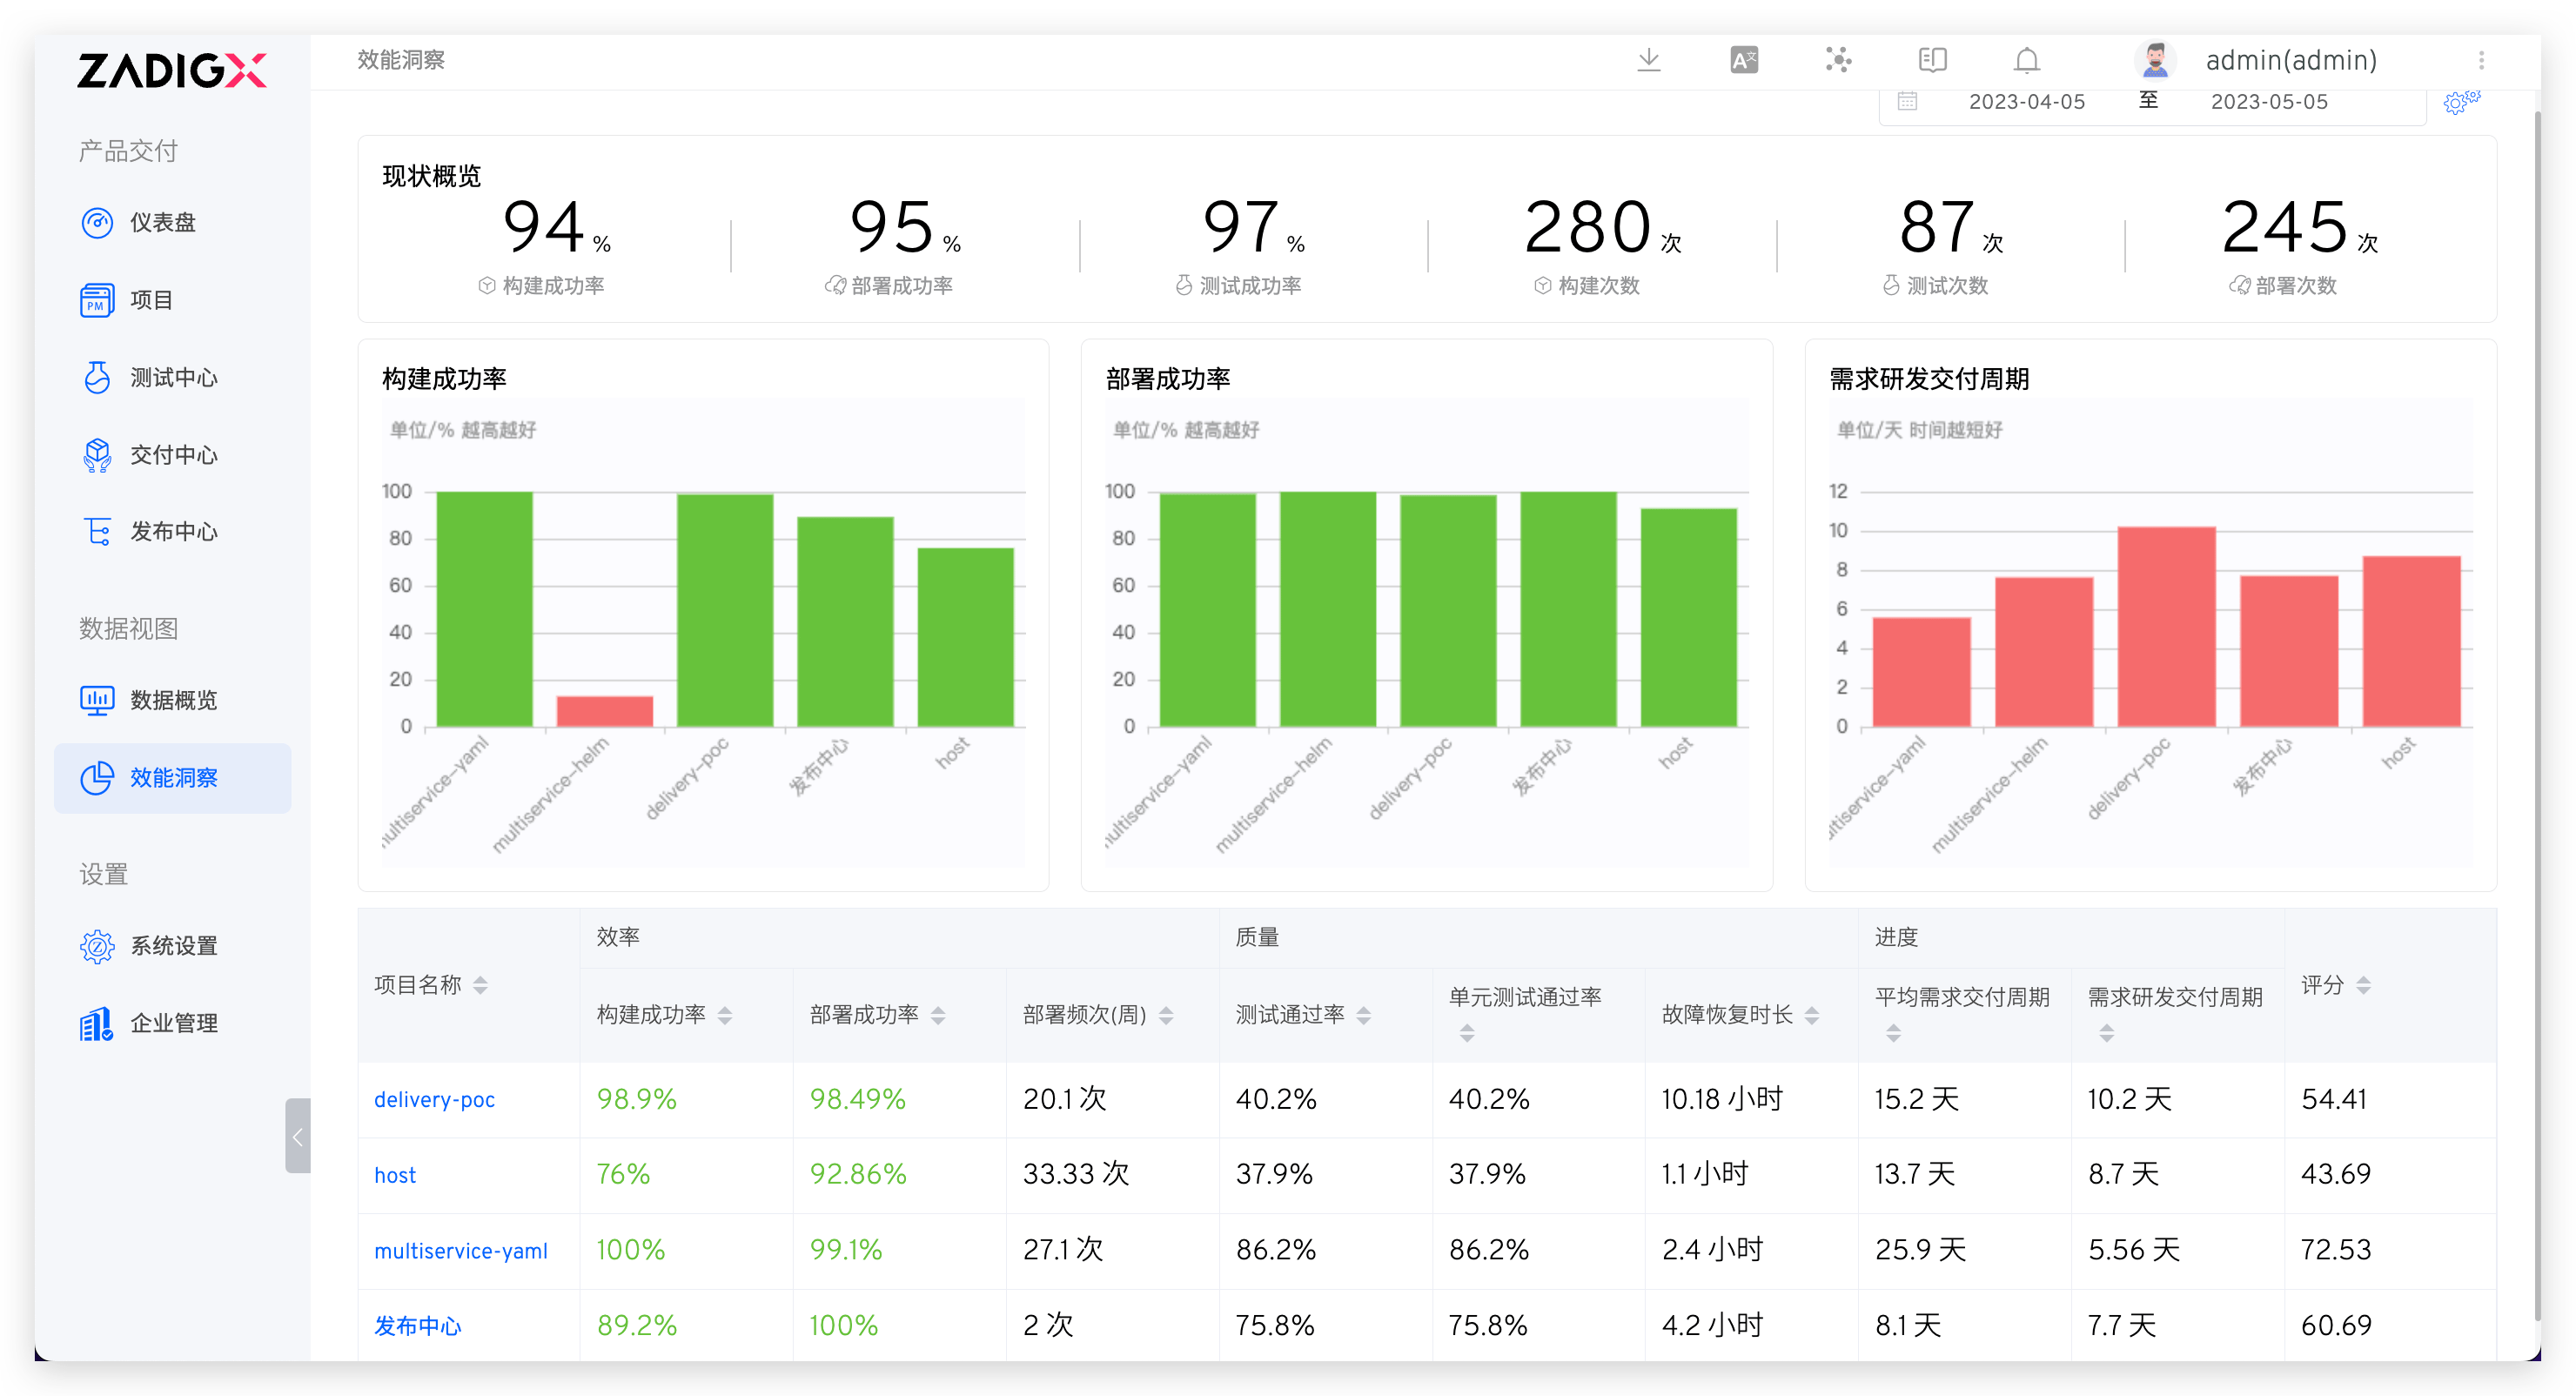 ZADIGX
效能洞察
admin(admin)
产品交付
仪表盘
PM
项目
测试中心
交付中心
发布中心
数据视图
数据概览
效能洞察
设置
系统设置
企业管理
2023-04-05 至 2023-05-05
现状概览
94 %
构建成功率
95 %
部署成功率
97 %
测试成功率
280 次
构建次数
87 次
测试次数
245 次
部署次数
构建成功率
单位/% 越高越好
100
80
60
40
20
0
multiservice-helm
delivery-poc
发布中心
host
部署成功率
单位/% 越高越好
100
80
60
40
20
0
multiservice-helm
delivery-poc
发布中心
host
需求研发交付周期
单位/天 时间越短好
12
10
8
6
4
2
0
multiservice-helm
delivery-poc
发布中心
host
项目名称 效率 质量 进度 评分
构建成功率 部署成功率 部署频次(周) 测试通过率 单元测试通过率 故障恢复时长 平均需求交付周期 需求研发交付周期
delivery-poc 98.9% 98.49% 20.1 次 40.2% 40.2% 10.18 小时 15.2 天 10.2 天 54.41
host 76% 92.86% 33.33 次 37.9% 37.9% 1.1 小时 13.7 天 8.7 天 43.69
multiservice-yaml 100% 99.1% 27.1 次 86.2% 86.2% 2.4 小时 25.9 天 5.56 天 72.53
发布中心 89.2% 100% 2 次 75.8% 75.8% 4.2 小时 8.1 天 7.7 天 60.69